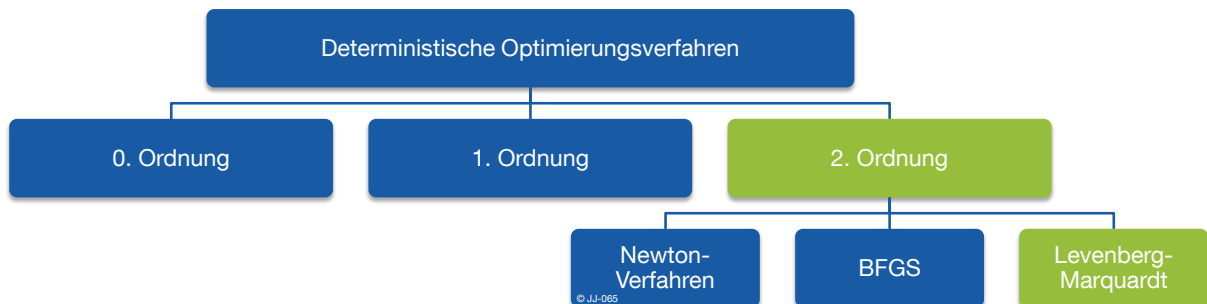 Deterministische Optimierungsverfahren
0. Ordnung
1. Ordnung
2. Ordnung
Newton-
Verfahren
BFGS
Levenberg-
Marquardt
© JJ-065